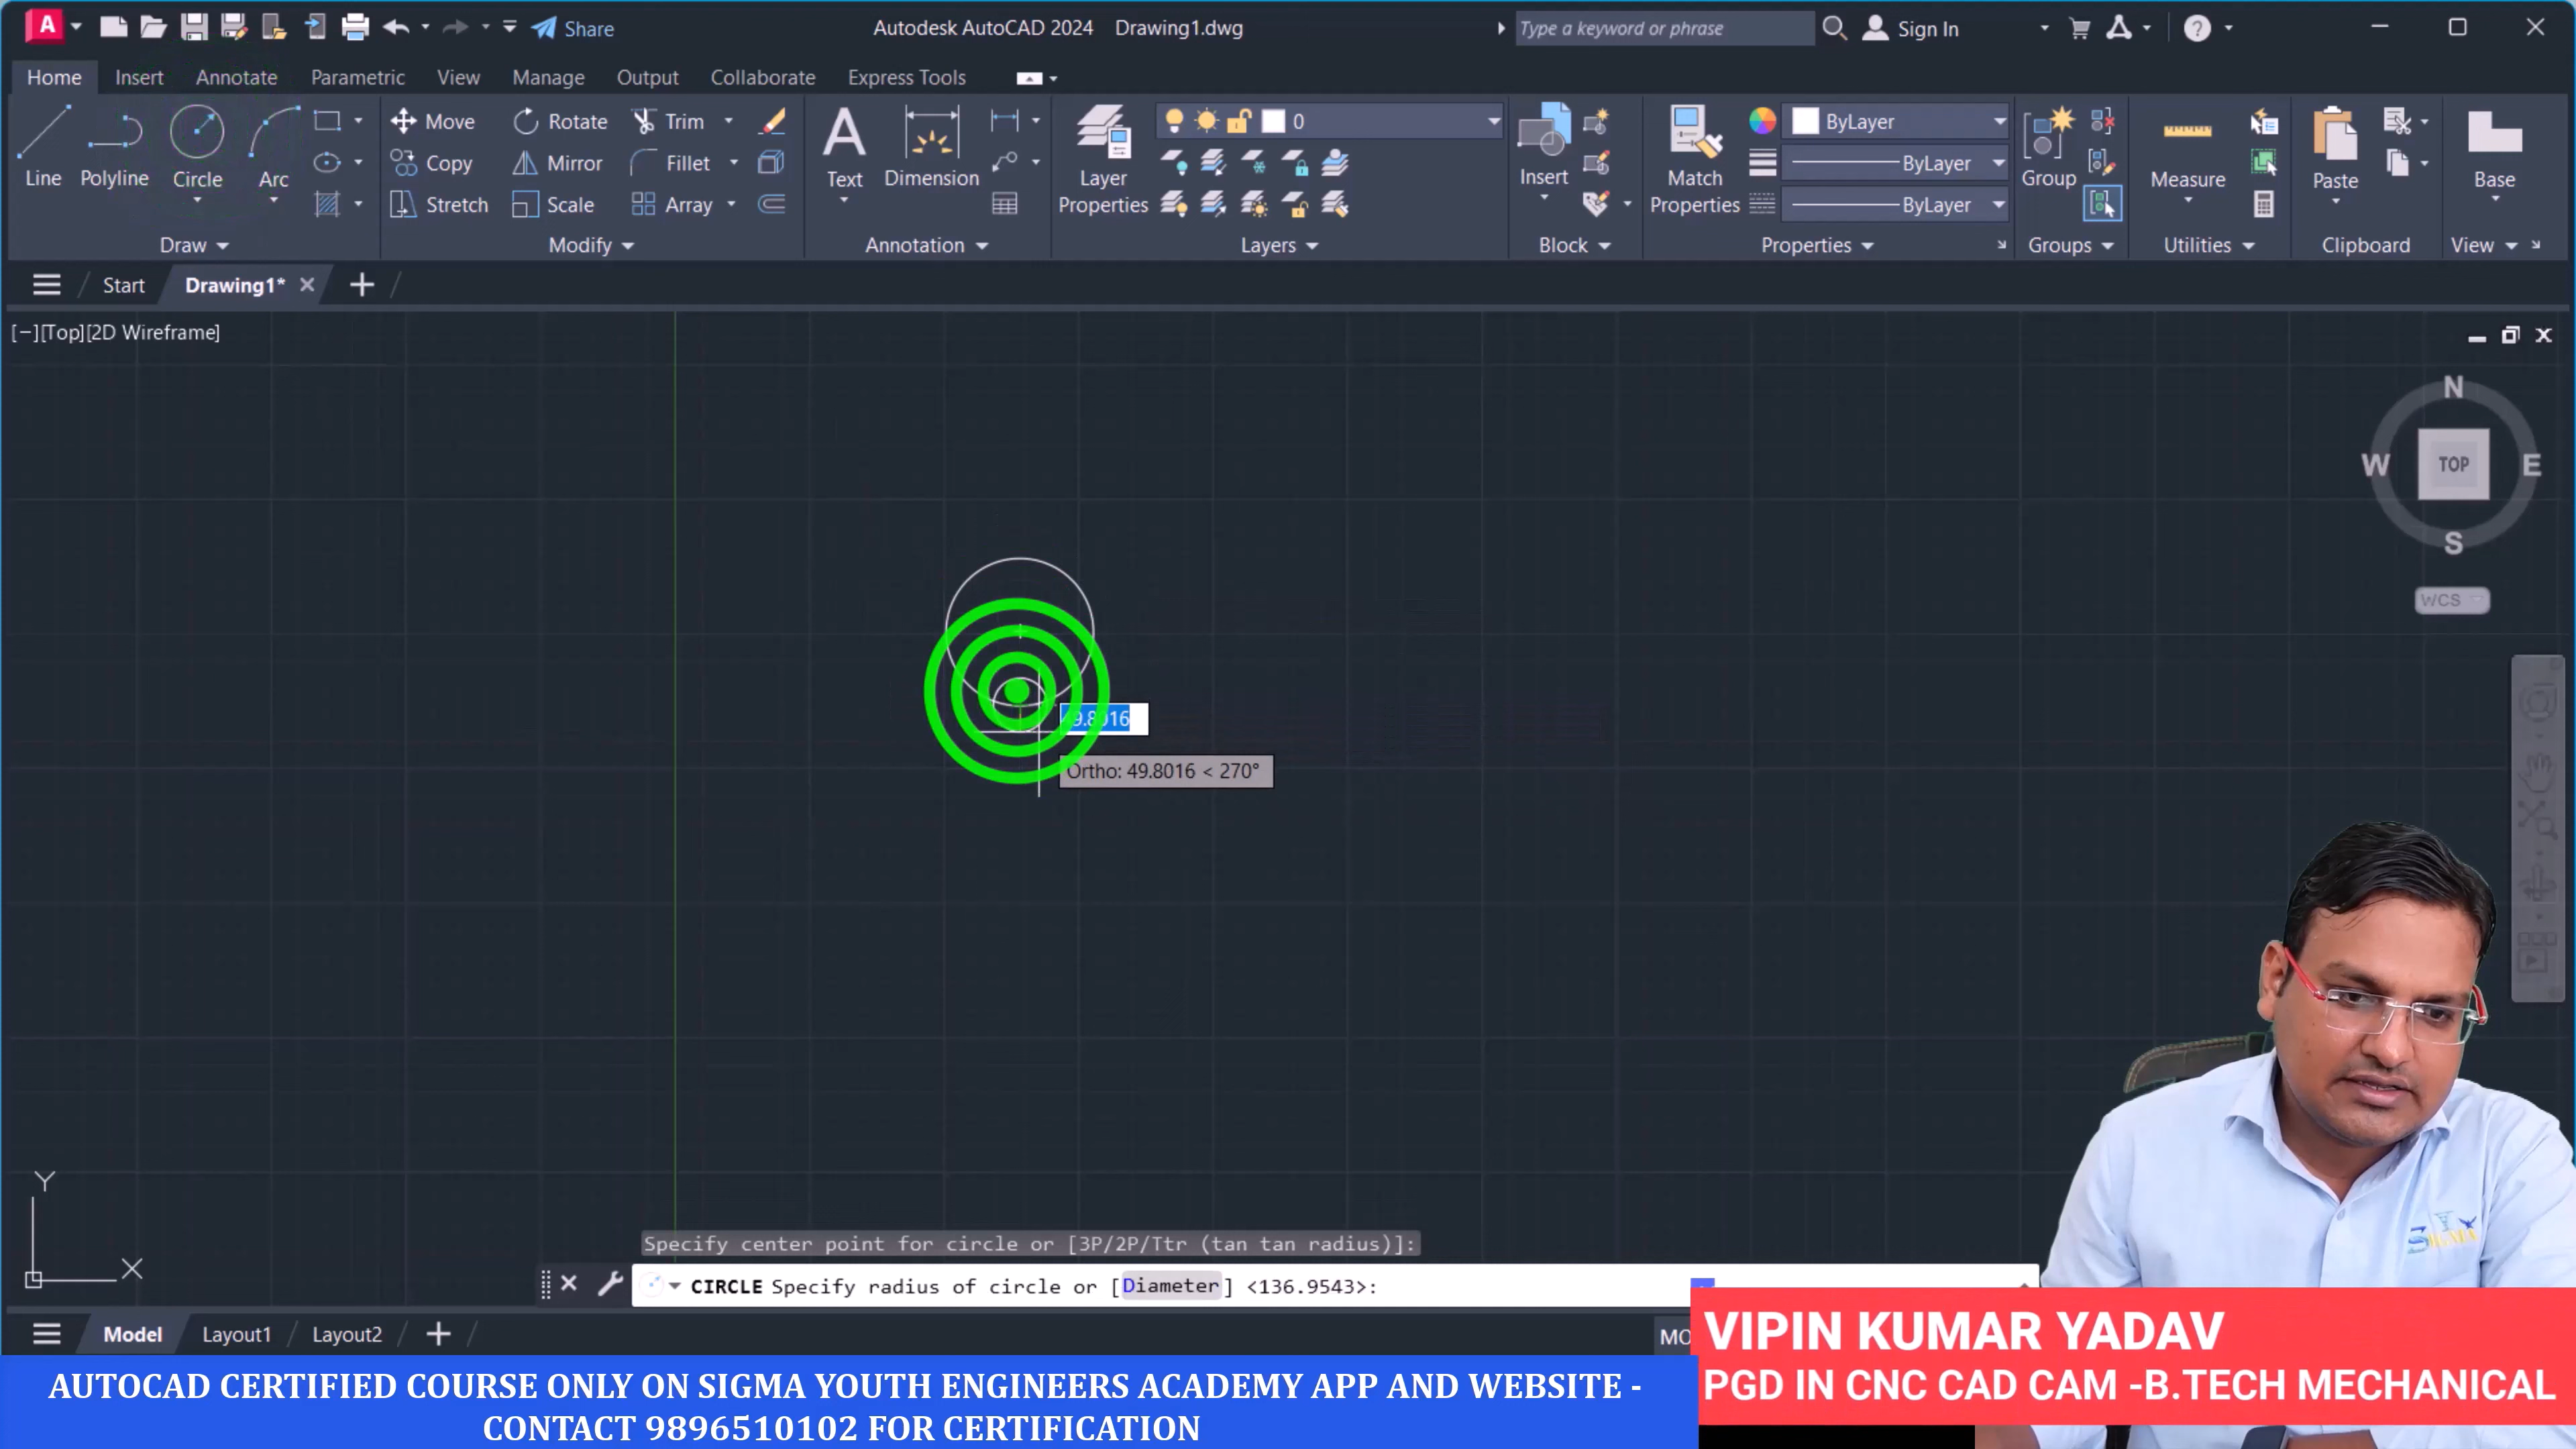 A
Share
Autodesk AutoCAD 2024 Drawing1.dwg
Type a keyword or phrase
Sign In
?
Home Insert Annotate Parametric View Manage Output Collaborate Express Tools
Line Polyline Circle Arc
Move Rotate Trim
Copy Mirror Fillet
Stretch Scale Array
A
Text Dimension
Layer
Properties
0
Insert
Match
Properties
ByLayer
ByLayer
ByLayer
Group
Measure
Paste
Base
Draw Modify Annotation Layers Block Properties Groups Utilities Clipboard View
Start Drawing1*
[−][Top][2D Wireframe]
N
W TOP E
S
WCS
49.8016
Ortho: 49.8016 < 270°
Y
X
Specify center point for circle or [3P/2P/Ttr (tan tan radius)]:
CIRCLE Specify radius of circle or [Diameter] <136.9543>:
Model Layout1 Layout2
VIPIN KUMAR YADAV
PGD IN CNC CAD CAM -B.TECH MECHANICAL
AUTOCAD CERTIFIED COURSE ONLY ON SIGMA YOUTH ENGINEERS ACADEMY APP AND WEBSITE -
CONTACT 9896510102 FOR CERTIFICATION